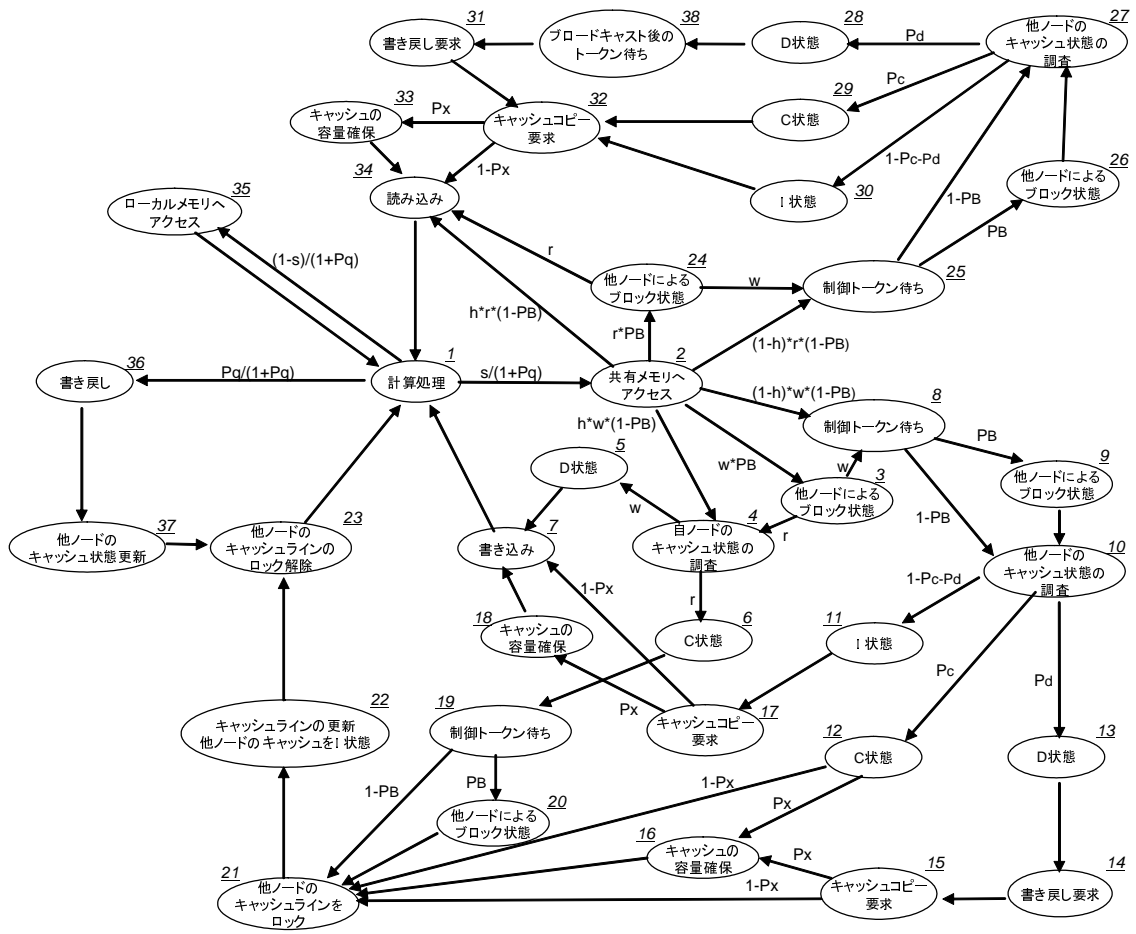 31
書き戻し要求
38
ブロードキャスト後の
トークン待ち
28
D状態
Pd
27
他ノードの
キャッシュ状態の
調査
33
キャッシュの
容量確保
Px
32
キャッシュコピー
要求
29
C状態
Pc
1-Px
34
読み込み
30
I 状態
1-Pc-Pd
26
他ノードによる
ブロック状態
1-PB
PB
35
ローカルメモリへ
アクセス
(1-s)/(1+Pq)
r
24
他ノードによる
ブロック状態
w
25
制御トークン待ち
h*r*(1-PB)
r*PB
(1-h)*r*(1-PB)
36
書き戻し
Pq/(1+Pq)
1
計算処理
s/(1+Pq)
2
共有メモリへ
アクセス
(1-h)*w*(1-PB)
8
制御トークン待ち
h*w*(1-PB)
w*PB
PB
5
D状態
w
3
他ノードによる
ブロック状態
w
r
9
他ノードによる
ブロック状態
1-PB
37
他ノードの
キャッシュ状態更新
23
他ノードの
キャッシュラインの
ロック解除
7
書き込み
4
自ノードの
キャッシュ状態の
調査
10
他ノードの
キャッシュ状態の
調査
1-Px
r
1-Pc-Pd
18
キャッシュの
容量確保
6
C状態
11
I 状態
Pc
Pd
22
キャッシュラインの更新
他ノードのキャッシュをI 状態
19
制御トークン待ち
Px
17
キャッシュコピー
要求
12
C状態
13
D状態
1-PB
PB
1-Px
Px
20
他ノードによる
ブロック状態
16
キャッシュの
容量確保
Px
21
他ノードの
キャッシュラインを
ロック
1-Px
15
キャッシュコピー
要求
14
書き戻し要求